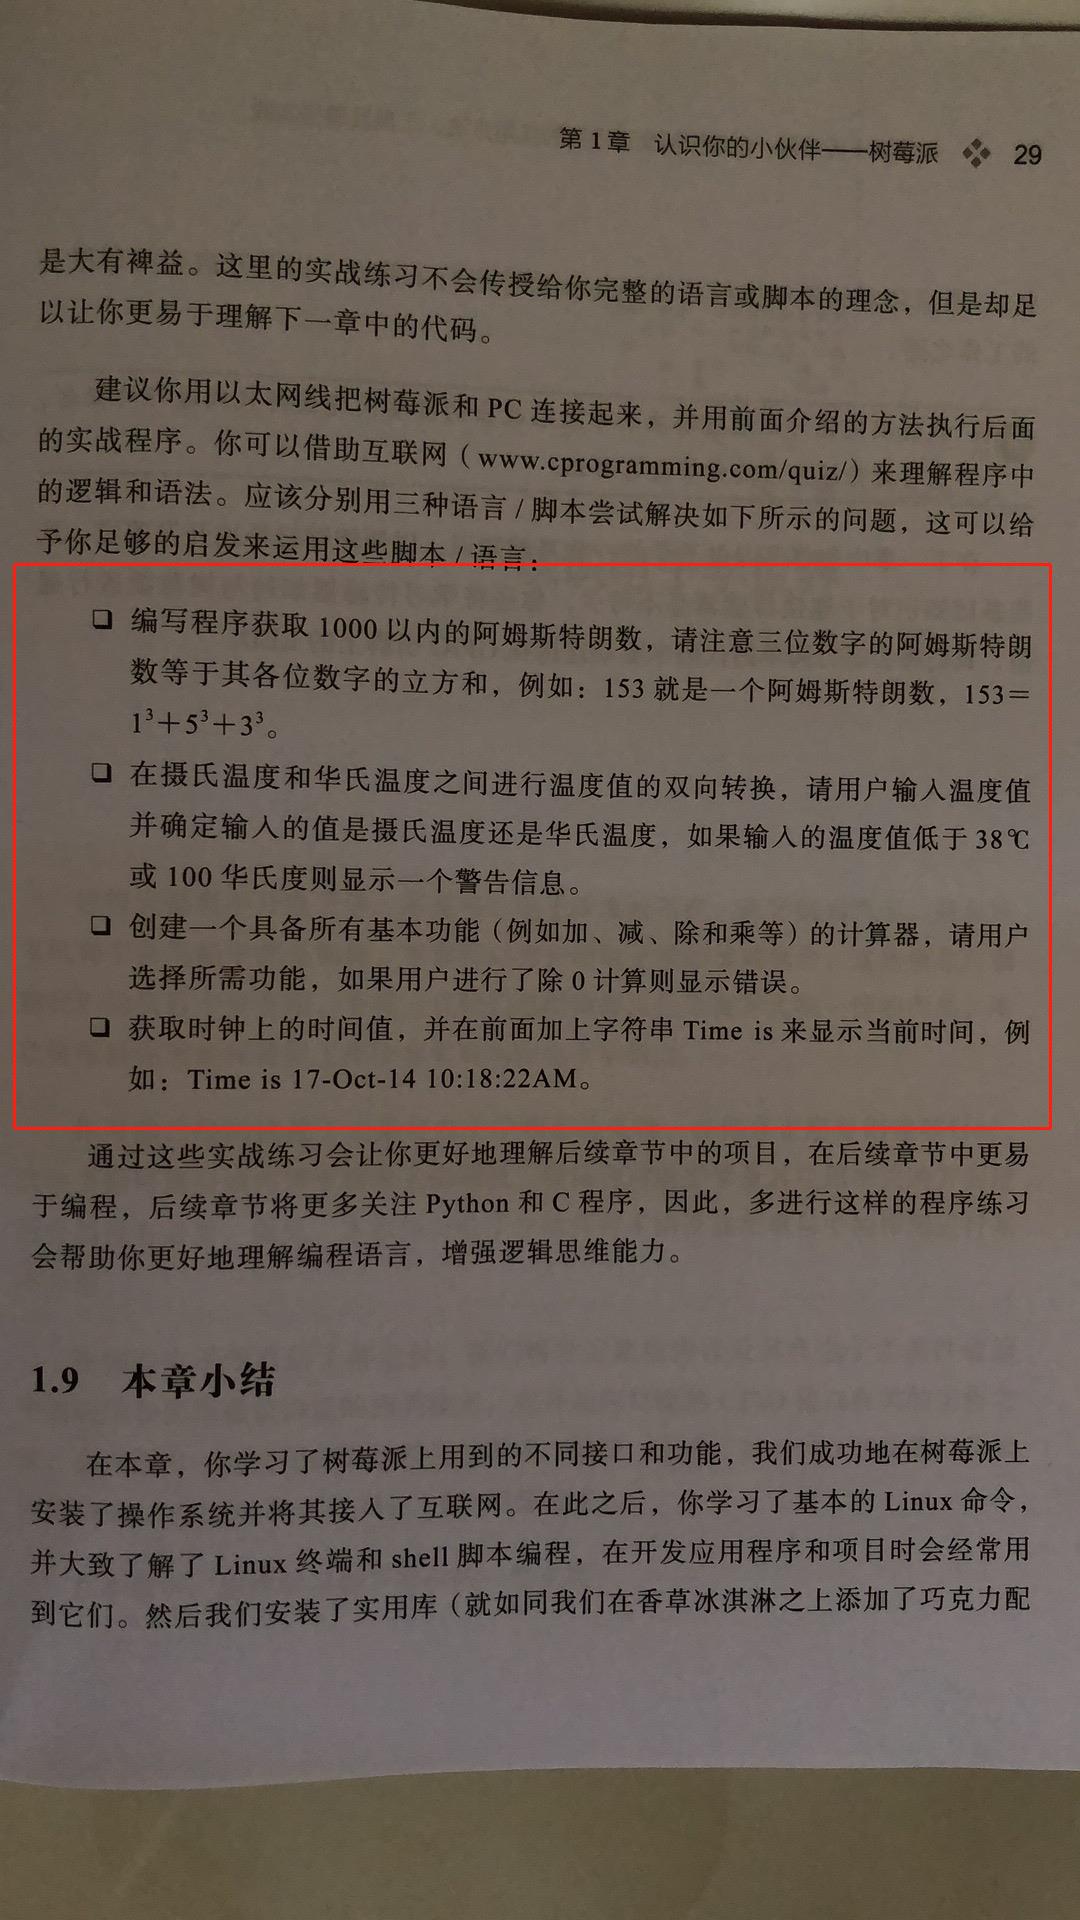 第1章 认识你的小伙伴——树莓派 29
是大有裨益。这里的实战练习不会传授给你完整的语言或脚本的理念，但是却足
以让你更易于理解下一章中的代码。
建议你用以太网线把树莓派和 PC 连接起来，并用前面介绍的方法执行后面
的实战程序。你可以借助互联网（www.cprogramming.com/quiz/）来理解程序中
的逻辑和语法。应该分别用三种语言 / 脚本尝试解决如下所示的问题，这可以给
予你足够的启发来运用这些脚本 / 语言：
❑ 编写程序获取 1000 以内的阿姆斯特朗数，请注意三位数字的阿姆斯特朗
数等于其各位数字的立方和，例如：153 就是一个阿姆斯特朗数，153＝
1³＋5³＋3³。
❑ 在摄氏温度和华氏温度之间进行温度值的双向转换，请用户输入温度值
并确定输入的值是摄氏温度还是华氏温度，如果输入的温度值低于 38℃
或 100 华氏度则显示一个警告信息。
❑ 创建一个具备所有基本功能（例如加、减、除和乘等）的计算器，请用户
选择所需功能，如果用户进行了除 0 计算则显示错误。
❑ 获取时钟上的时间值，并在前面加上字符串 Time is 来显示当前时间，例
如：Time is 17-Oct-14 10:18:22AM。
通过这些实战练习会让你更好地理解后续章节中的项目，在后续章节中更易
于编程，后续章节将更多关注 Python 和 C 程序，因此，多进行这样的程序练习
会帮助你更好地理解编程语言，增强逻辑思维能力。
1.9 本章小结
在本章，你学习了树莓派上用到的不同接口和功能，我们成功地在树莓派上
安装了操作系统并将其接入了互联网。在此之后，你学习了基本的 Linux 命令，
并大致了解了 Linux 终端和 shell 脚本编程，在开发应用程序和项目时会经常用
到它们。然后我们安装了实用库（就如同我们在香草冰淇淋之上添加了巧克力配